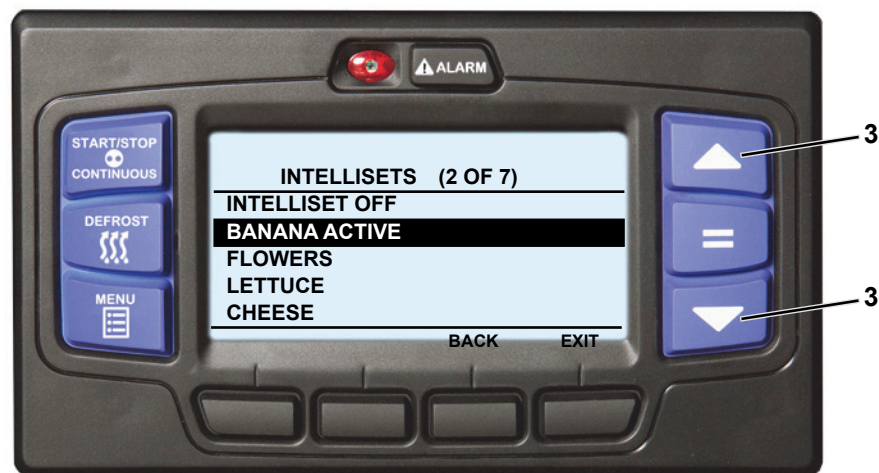 ALARM
START/STOP
CONTINUOUS
DEFROST
MENU
INTELLISETS (2 OF 7)
INTELLISET OFF
BANANA ACTIVE
FLOWERS
LETTUCE
CHEESE
BACK EXIT
=
3
3